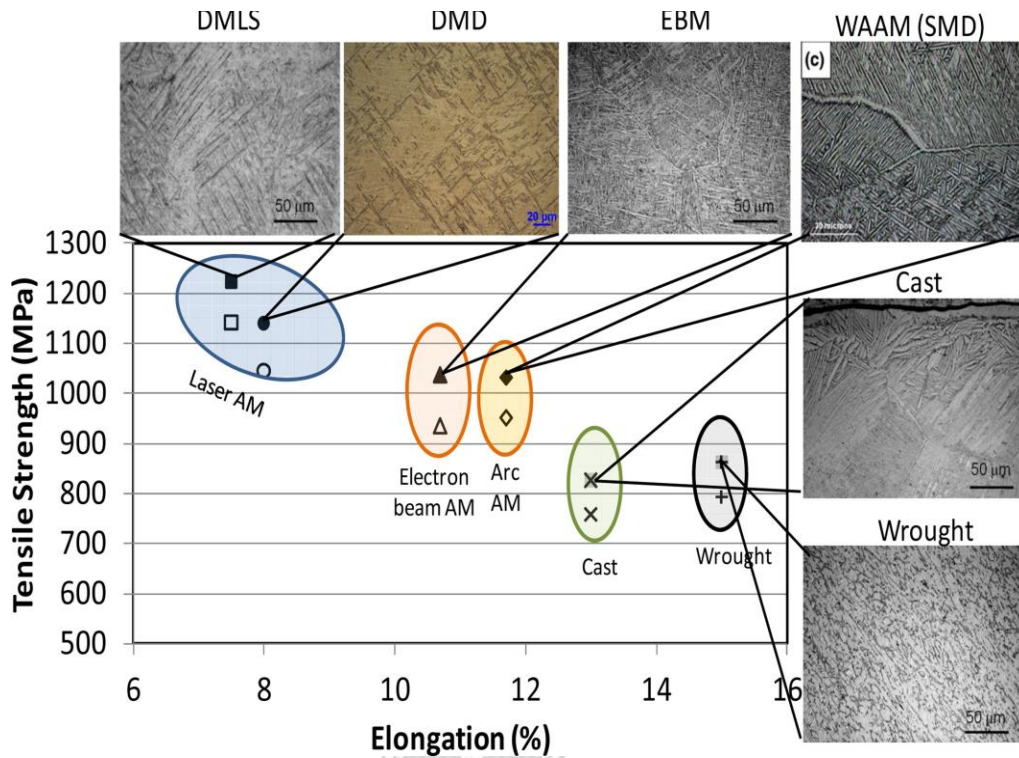 DMLS
DMD
EBM
WAAM (SMD)
(c)
50 μm
20 μm
50 μm
20 microns
Cast
50 μm
Wrought
50 μm
Tensile Strength (MPa)
1300
1200
1100
1000
900
800
700
600
500
Laser AM
Electron
beam AM
Arc
AM
Cast
Wrought
6
8
10
12
14
16
Elongation (%)